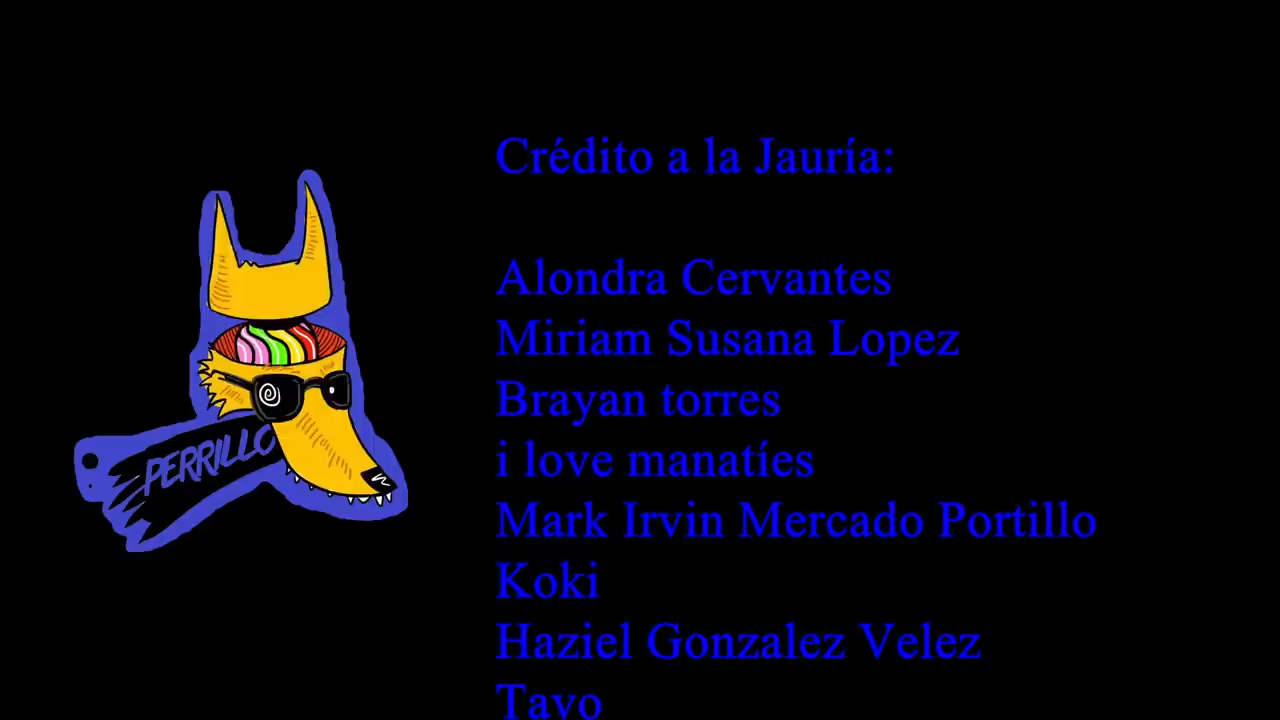 Crédito a la Jauría:
Alondra Cervantes
Miriam Susana Lopez
Brayan torres
i love manatíes
PERRILLO
Mark Irvin Mercado Portillo
Koki
Haziel Gonzalez Velez
Tavo